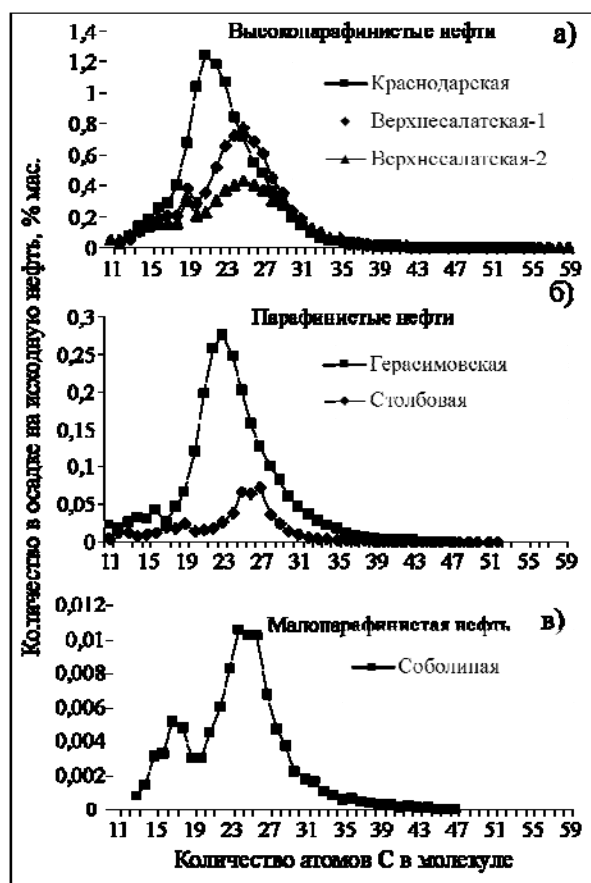 Количество в осадке на исходную нефть, % мас.
Высокопарафинистые нефти
а)
Краснодарская
Верхнесалатская-1
Верхнесалатская-2
1,4
1,2
1
0,8
0,6
0,4
0,2
0
11 15 19 23 27 31 35 39 43 47 51 55 59
б)
Парафинистые нефти
Герасимовская
Столбовая
0,3
0,25
0,2
0,15
0,1
0,05
0
11 15 19 23 27 31 35 39 43 47 51 55 59
Малопарафинистая нефть
в)
Соболиная
0,012
0,01
0,008
0,006
0,004
0,002
0
11 15 19 23 27 31 35 39 43 47 51 55 59
Количество атомов С в молекуле